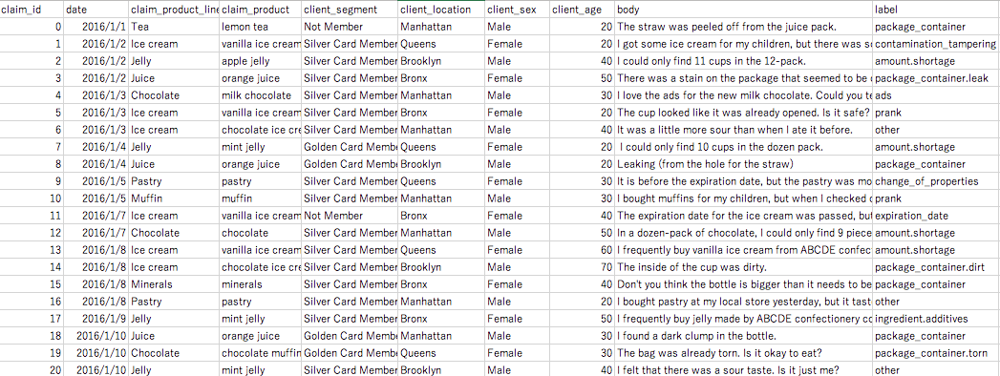 claim_id date claim_product_line claim_product client_segment client_location client_sex client_age body label
0 2016/1/1 Tea lemon tea Not Member Manhattan Male 20 The straw was peeled off from the juice pack. package_container
1 2016/1/2 Ice cream vanilla ice cream Silver Card Member Queens Female 20 I got some ice cream for my children, but there was so contamination_tampering
2 2016/1/2 Jelly apple jelly Silver Card Member Brooklyn Male 40 I could only find 11 cups in the 12-pack. amount.shortage
3 2016/1/2 Juice orange juice Silver Card Member Bronx Female 50 There was a stain on the package that seemed to be package_container.leak
4 2016/1/3 Chocolate milk chocolate Silver Card Member Manhattan Male 30 I love the ads for the new milk chocolate. Could you te ads
5 2016/1/3 Ice cream vanilla ice cream Silver Card Member Bronx Female 20 The cup looked like it was already opened. Is it safe? prank
6 2016/1/3 Ice cream chocolate ice cre Silver Card Member Manhattan Male 40 It was a little more sour than when I ate it before. other
7 2016/1/4 Jelly mint jelly Golden Card Memb Queens Female 20 I could only find 10 cups in the dozen pack. amount.shortage
8 2016/1/4 Juice orange juice Golden Card Memb Brooklyn Male 20 Leaking (from the hole for the straw) package_container
9 2016/1/5 Pastry pastry Silver Card Member Queens Female 30 It is before the expiration date, but the pastry was mo change_of_properties
10 2016/1/5 Muffin muffin Silver Card Member Manhattan Male 30 I bought muffins for my children, but when I checked prank
11 2016/1/7 Ice cream vanilla ice cream Not Member Bronx Female 40 The expiration date for the ice cream was passed, but expiration_date
12 2016/1/7 Chocolate chocolate Silver Card Member Manhattan Male 50 In a dozen-pack of chocolate, I could only find 9 piece amount.shortage
13 2016/1/8 Ice cream vanilla ice cream Silver Card Member Queens Female 60 I frequently buy vanilla ice cream from ABCDE confec amount.shortage
14 2016/1/8 Ice cream chocolate ice cre Silver Card Member Brooklyn Male 70 The inside of the cup was dirty. package_container.dirt
15 2016/1/8 Minerals minerals Silver Card Member Bronx Female 40 Don't you think the bottle is bigger than it needs to be package_container
16 2016/1/8 Pastry pastry Silver Card Member Manhattan Male 20 I bought pastry at my local store yesterday, but it tast other
17 2016/1/9 Jelly mint jelly Silver Card Member Bronx Female 50 I frequently buy jelly made by ABCDE confectionery co ingredient.additives
18 2016/1/10 Juice orange juice Golden Card Memb Manhattan Male 30 I found a dark clump in the bottle. package_container
19 2016/1/10 Chocolate chocolate muffin Golden Card Memb Queens Female 30 The bag was already torn. Is it okay to eat? package_container.torn
20 2016/1/10 Jelly mint jelly Silver Card Member Brooklyn Male 40 I felt that there was a sour taste. Is it just me? other